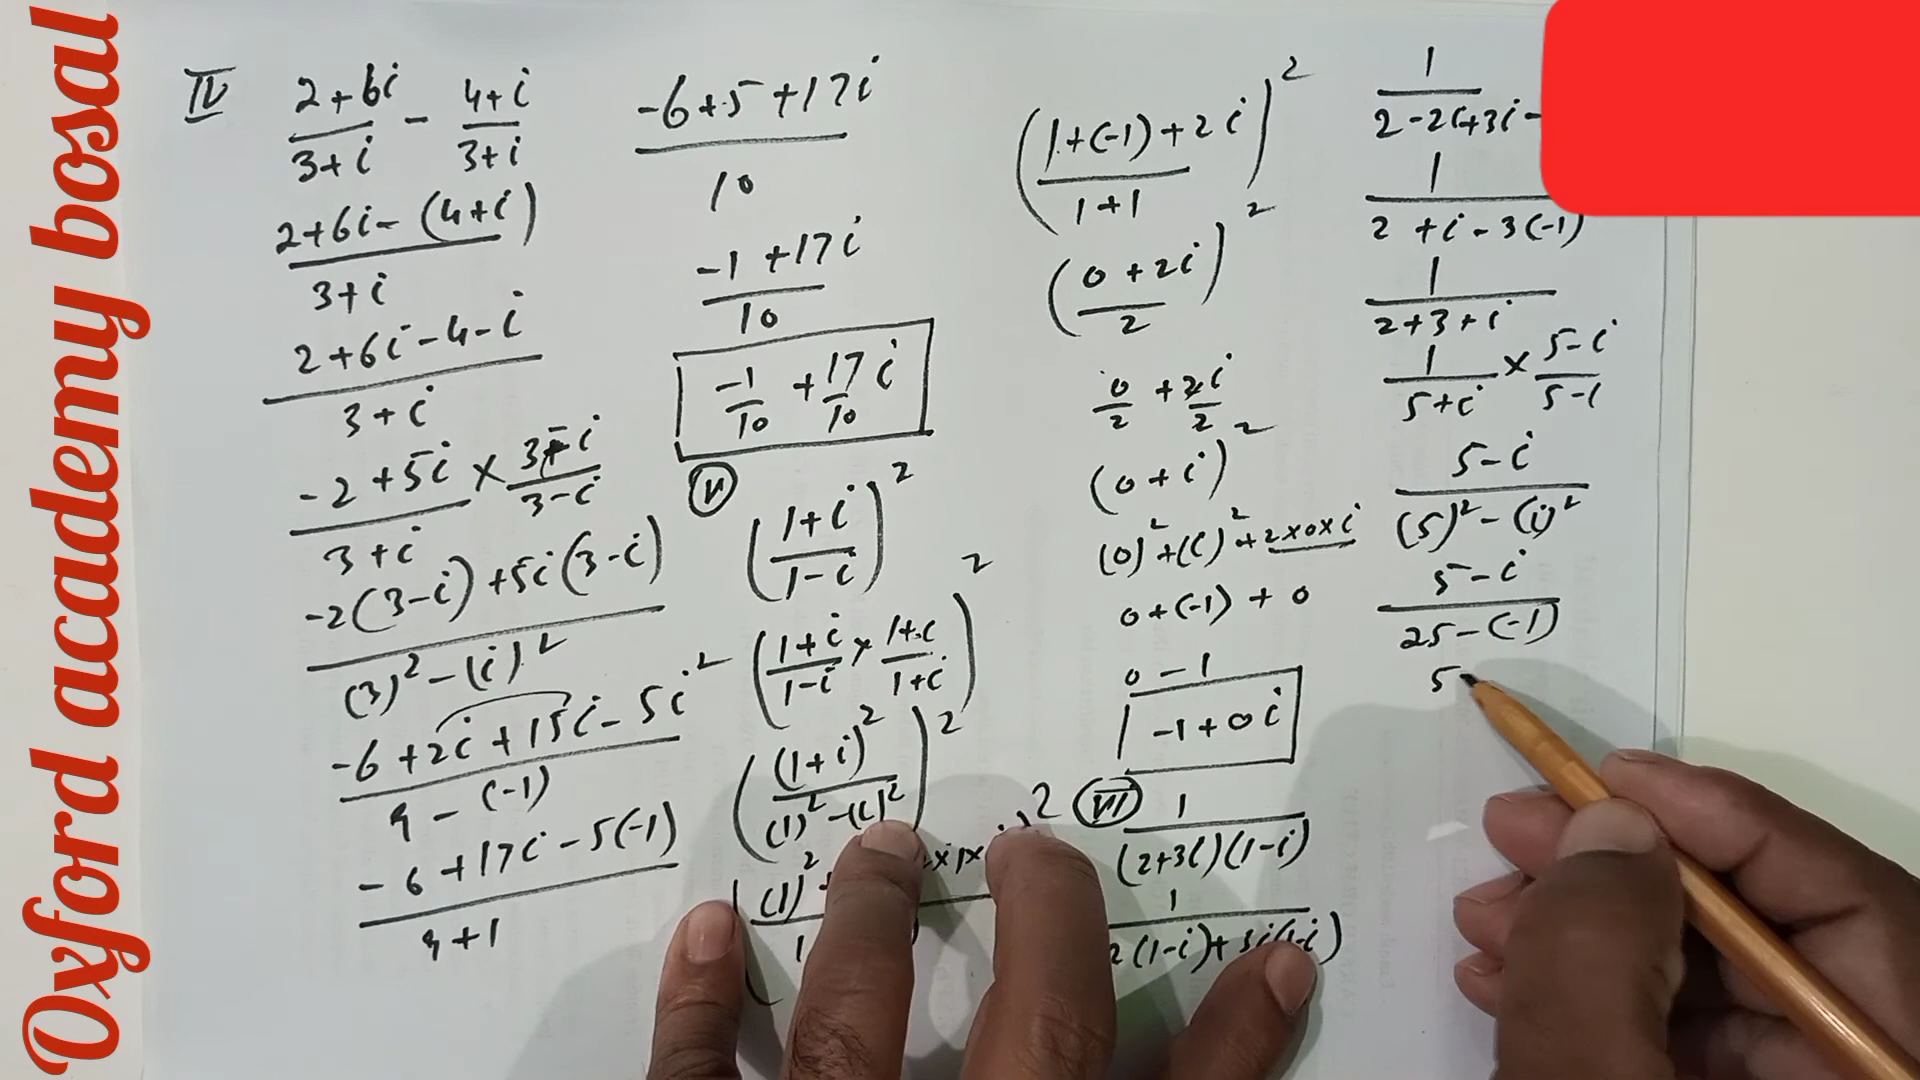 Oxford academy bosal
IV
2+6i/3+i - 4+i/3+i
2+6i-(4+i)/3+i
2+6i-4-i/3+i
-2+5i/3+i × 3-i/3-i
-2(3-i)+5i(3-i)/(3)²-(i)²
-6+2i+15i-5i²/9-(-1)
-6+17i-5(-1)/9+1
-6+5+17i/10
-1+17i/10
-1/10 + 17/10 i
V
(1+i/1-i)²
(1+i/1-i × 1+i/1+i)²
((1+i)²/(1)²-(i)²)²
(1+(-1)+2i/1+1)²
(0+2i/2)²
0/2 + 2i/2
(0+i)²
(0)²+(i)²+2×0×i
0+(-1)+0
0-1
-1+0i
VI
1/(2+3i)(1-i)
1/2(1-i)+3i(1-i)
1/2-2i+3i-
1/2+i-3(-1)
1/2+3+i
1/5+i × 5-i/5-i
5-i/(5)²-(i)²
5-i/25-(-1)
5-